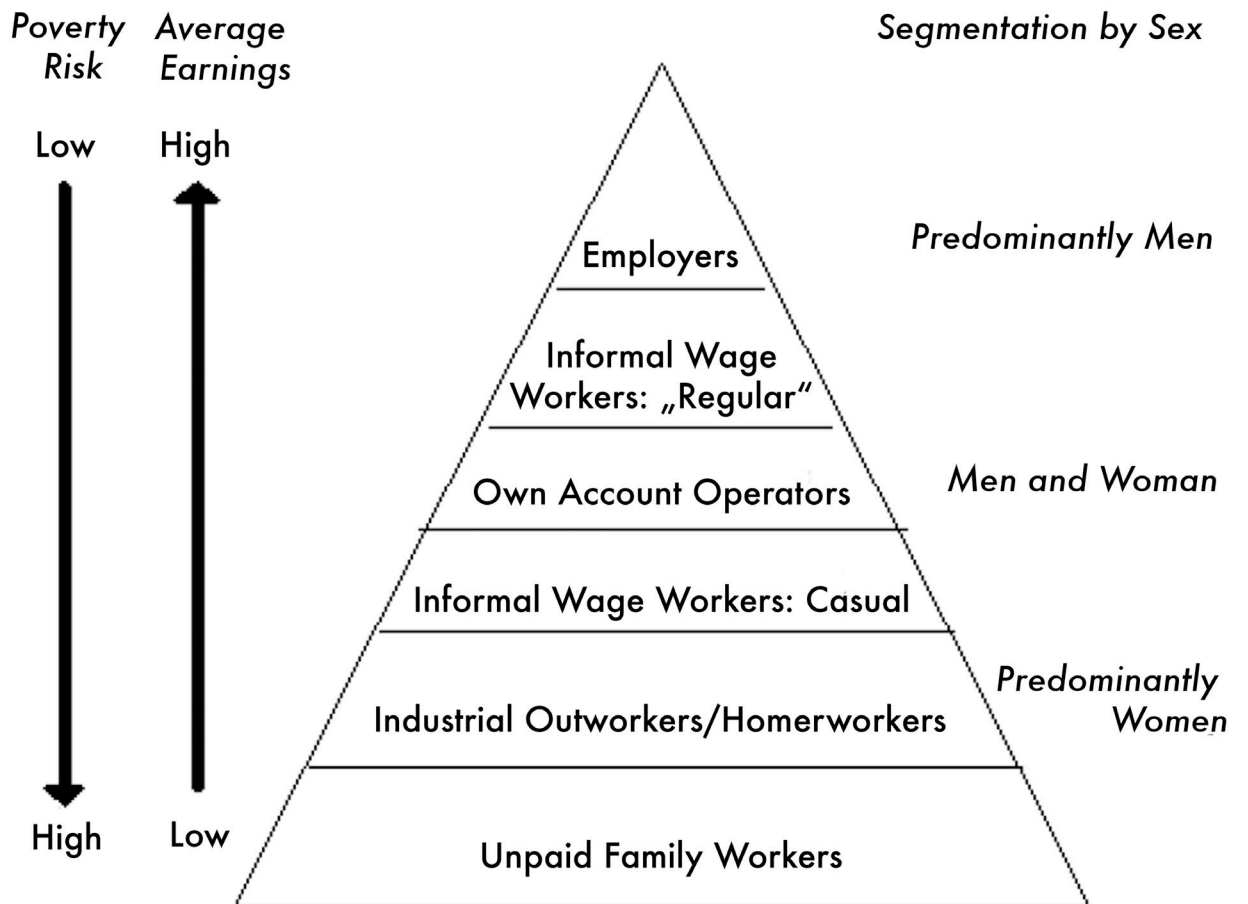 Poverty
Risk
Average
Earnings
Segmentation by Sex
Low
High
Predominantly Men
Employers
Informal Wage
Workers: „Regular“
Own Account Operators
Men and Woman
Informal Wage Workers: Casual
Predominantly
Women
Industrial Outworkers/Homerworkers
High
Low
Unpaid Family Workers